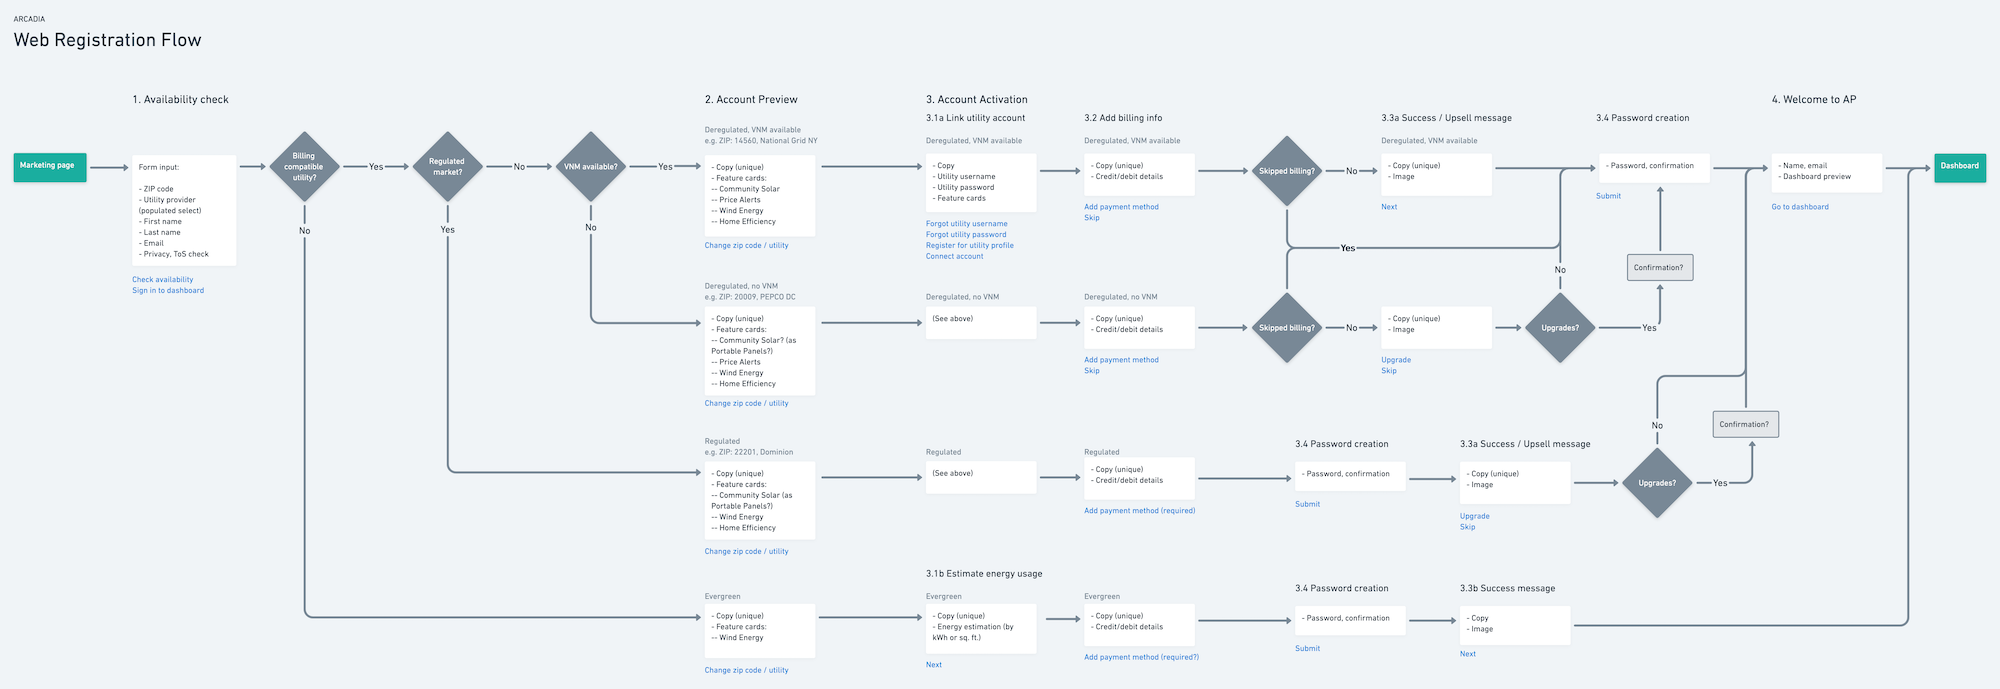 ARCADIA
Web Registration Flow
1. Availability check
2. Account Preview
3. Account Activation
4. Welcome to AP
3.1a Link utility account
3.2 Add billing info
3.3a Success / Upsell message
3.4 Password creation
Marketing page
Form input:
- ZIP code
- Utility provider
(populated select)
- First name
- Last name
- Email
- Privacy, ToS check
Check availability
Sign in to dashboard
Billing
compatible
utility?
Yes
No
Regulated
market?
No
Yes
VNM available?
Yes
No
Deregulated, VNM available
e.g. ZIP: 14560, National Grid NY
- Copy (unique)
- Feature cards:
-- Community Solar
-- Price Alerts
-- Wind Energy
-- Home Efficiency
Change zip code / utility
Deregulated, VNM available
- Copy
- Utility username
- Utility password
- Feature cards
Forgot utility username
Forgot utility password
Register for utility profile
Connect account
Deregulated, VNM available
- Copy (unique)
- Credit/debit details
Add payment method
Skip
Skipped billing?
No
Yes
Deregulated, VNM available
- Copy (unique)
- Image
Next
- Password, confirmation
Submit
- Name, email
- Dashboard preview
Go to dashboard
Dashboard
Deregulated, no VNM
e.g. ZIP: 20009, PEPCO DC
- Copy (unique)
- Feature cards:
-- Community Solar? (as
Portable Panels?)
-- Price Alerts
-- Wind Energy
-- Home Efficiency
Change zip code / utility
Deregulated, no VNM
(See above)
Deregulated, no VNM
- Copy (unique)
- Credit/debit details
Add payment method
Skip
Skipped billing?
No
- Copy (unique)
- Image
Upgrade
Skip
Upgrades?
No
Yes
Confirmation?
Regulated
e.g. ZIP: 22201, Dominion
- Copy (unique)
- Feature cards:
-- Community Solar (as
Portable Panels?)
-- Wind Energy
-- Home Efficiency
Change zip code / utility
Regulated
(See above)
Regulated
- Copy (unique)
- Credit/debit details
Add payment method (required)
3.4 Password creation
- Password, confirmation
Submit
3.3a Success / Upsell message
- Copy (unique)
- Image
Upgrade
Skip
Upgrades?
No
Yes
Confirmation?
Evergreen
- Copy (unique)
- Feature cards:
-- Wind Energy
Change zip code / utility
3.1b Estimate energy usage
Evergreen
- Copy (unique)
- Energy estimation (by
kWh or sq. ft.)
Next
Evergreen
- Copy (unique)
- Credit/debit details
Add payment method (required?)
3.4 Password creation
- Password, confirmation
Submit
3.3b Success message
- Copy
- Image
Next